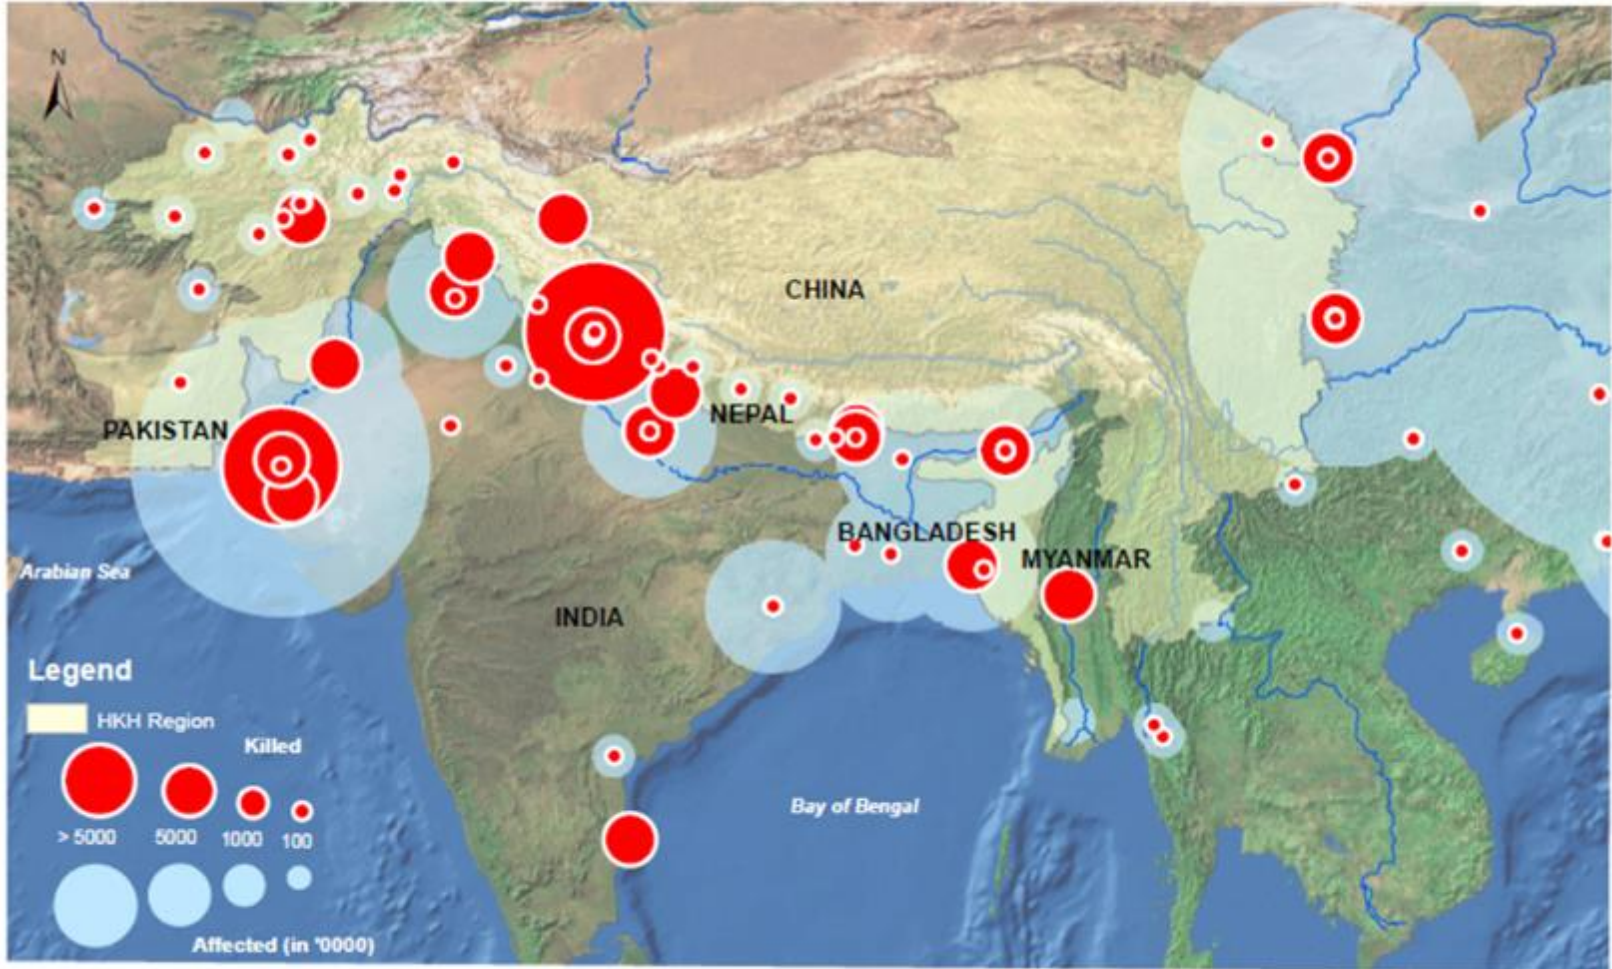 N
CHINA
NEPAL
PAKISTAN
BANGLADESH
MYANMAR
Arabian Sea
INDIA
Bay of Bengal
Legend
HKH Region
Killed
> 5000 5000 1000 100
Affected (in '0000)